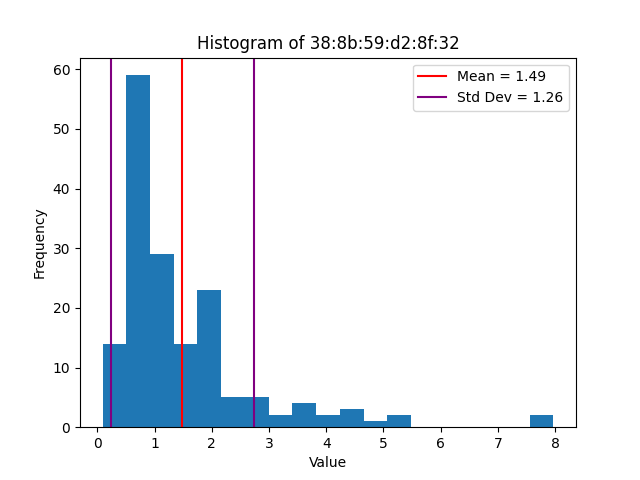 Histogram of 38:8b:59:d2:8f:32
Mean = 1.49
Std Dev = 1.26
Frequency
60
50
40
30
20
10
0
0 1 2 3 4 5 6 7 8
Value